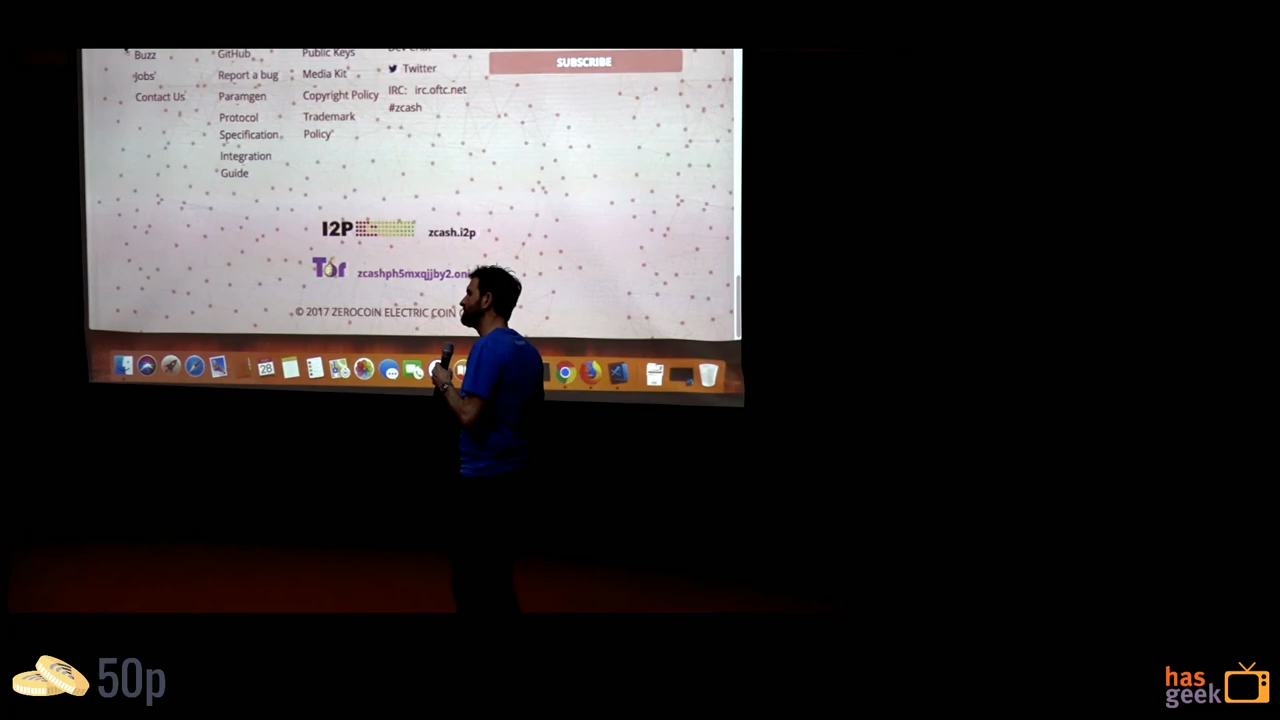 Buzz
Jobs
Contact Us
GitHub
Report a bug
Paramgen
Protocol
Specification
Integration
Guide
Public Keys
Media Kit
Copyright Policy
Trademark
Policy
Twitter
IRC: irc.oftc.net
#zcash
SUBSCRIBE
I2P zcash.i2p
Tor zcashph5mxqjjby2.oni
© 2017 ZEROCOIN ELECTRIC COIN
28
50p
has
geek